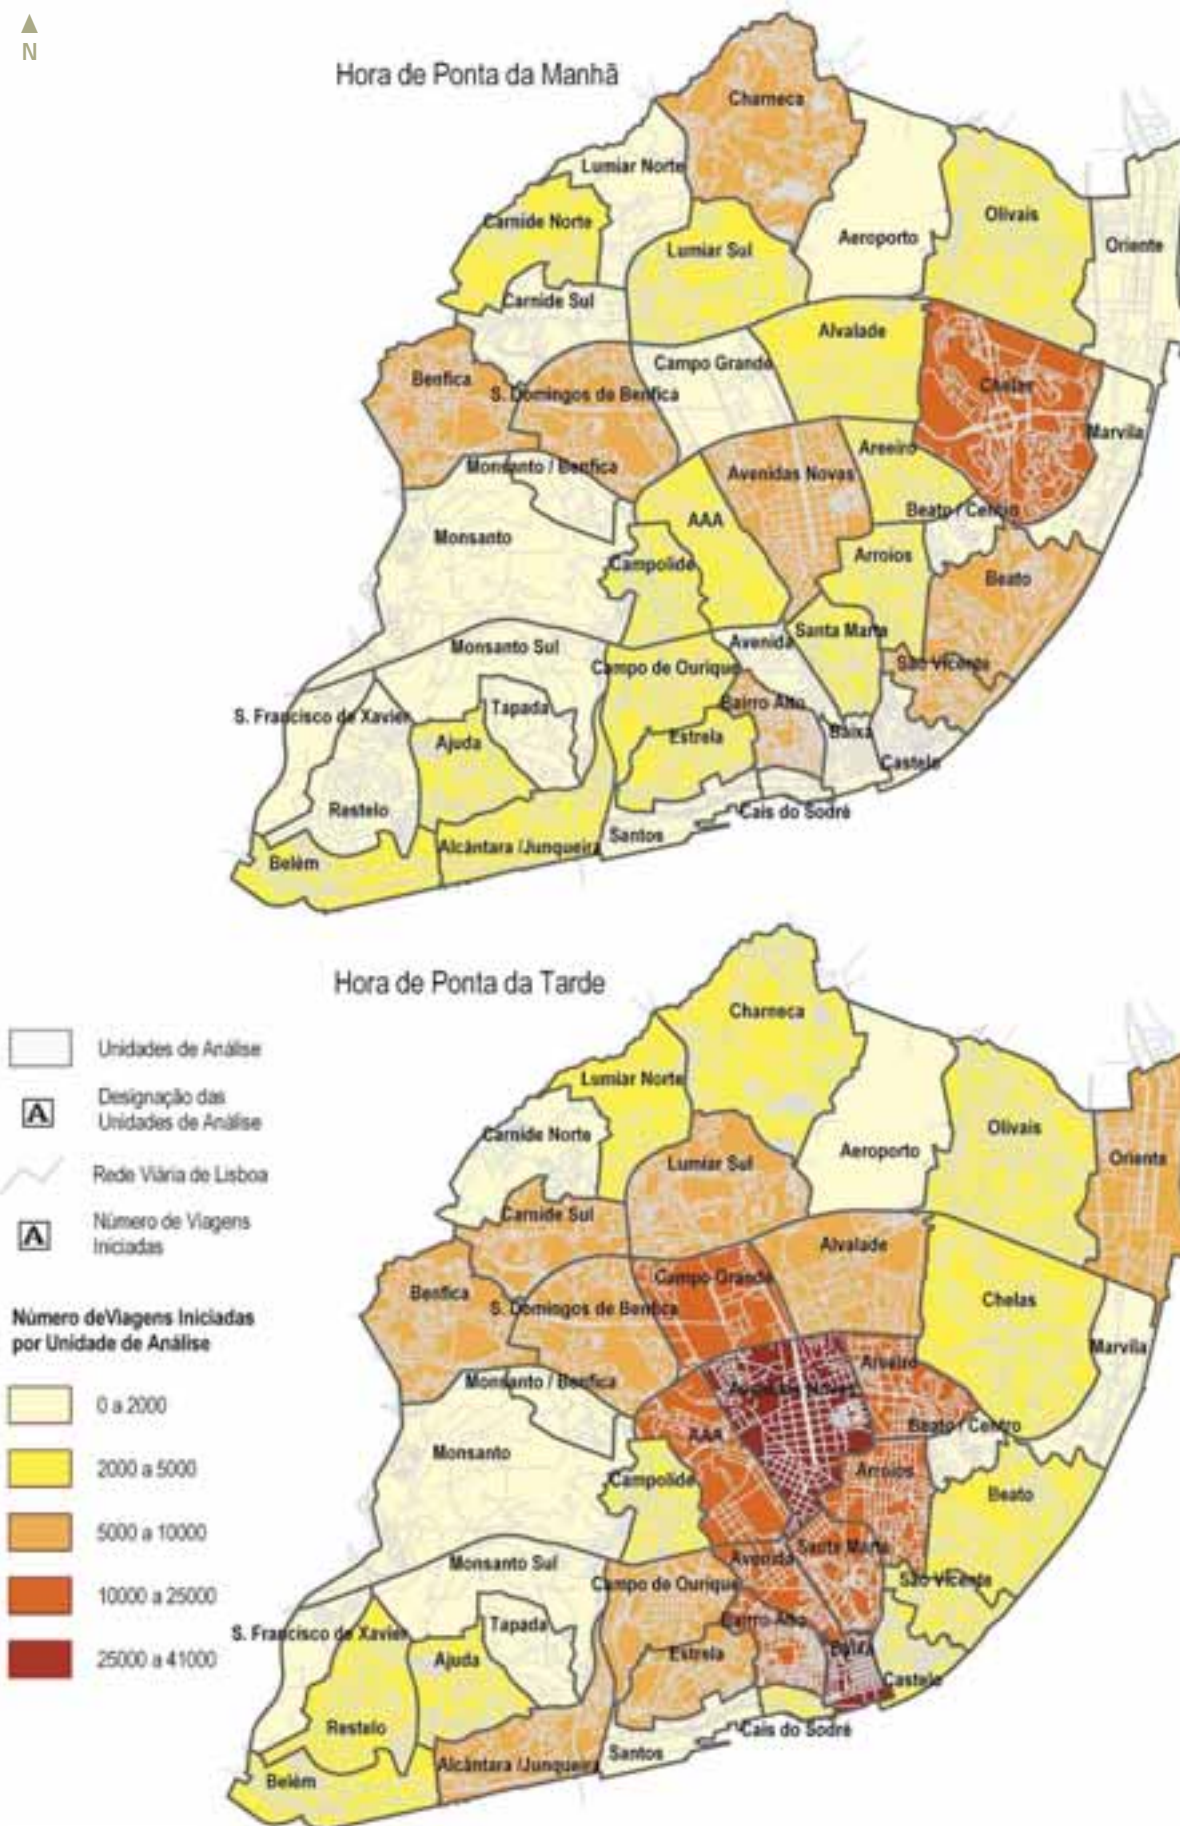 N
Hora de Ponta da Manhã
Charneca
Lumiar Norte
Carnide Norte
Olivais
Aeroporto
Oriente
Lumiar Sul
Carnide Sul
Alvalade
Campo Grande
Benfica
Chelas
S. Domingos de Benfica
Marvila
Areeiro
Monsanto / Benfica
Avenidas Novas
Beato / Centro
AAA
Monsanto
Arroios
Campolide
Beato
Santa Marta
Avenida
Monsanto Sul
São Vicente
Campo de Ourique
Bairro Alto
Tapada
S. Francisco de Xavier
Baixa
Estrela
Ajuda
Castelo
Restelo
Cais do Sodré
Santos
Alcântara /Junqueira
Belém
Hora de Ponta da Tarde
Charneca
Lumiar Norte
Carnide Norte
Olivais
Aeroporto
Oriente
Lumiar Sul
Carnide Sul
Alvalade
Campo Grande
Benfica
Chelas
S. Domingos de Benfica
Marvila
Areeiro
Monsanto / Benfica
Avenidas Novas
Beato / Centro
AAA
Monsanto
Arroios
Campolide
Beato
Santa Marta
Avenida
Monsanto Sul
São Vicente
Campo de Ourique
Bairro Alto
Tapada
S. Francisco de Xavier
Baixa
Estrela
Ajuda
Castelo
Restelo
Cais do Sodré
Santos
Alcântara /Junqueira
Belém
Unidades de Análise
A
Designação das
Unidades de Análise
Rede Viária de Lisboa
A
Número de Viagens
Iniciadas
Número deViagens Iniciadas
por Unidade de Análise
0 a 2000
2000 a 5000
5000 a 10000
10000 a 25000
25000 a 41000